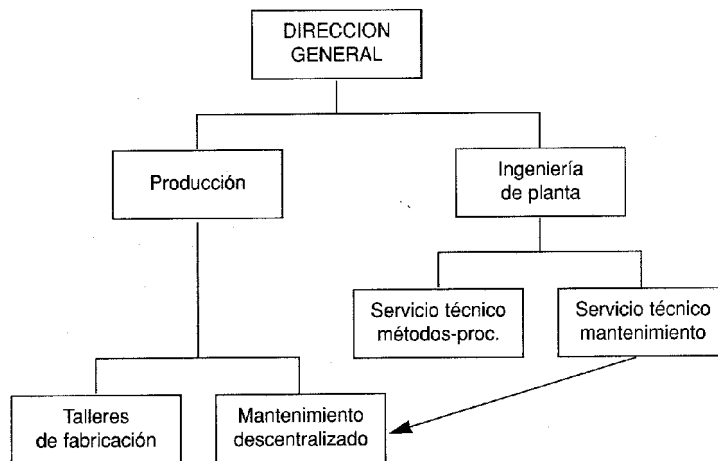 DIRECCION
GENERAL
Producción
Ingeniería
de planta
Servicio técnico
métodos-proc.
Servicio técnico
mantenimiento
Talleres
de fabricación
Mantenimiento
descentralizado